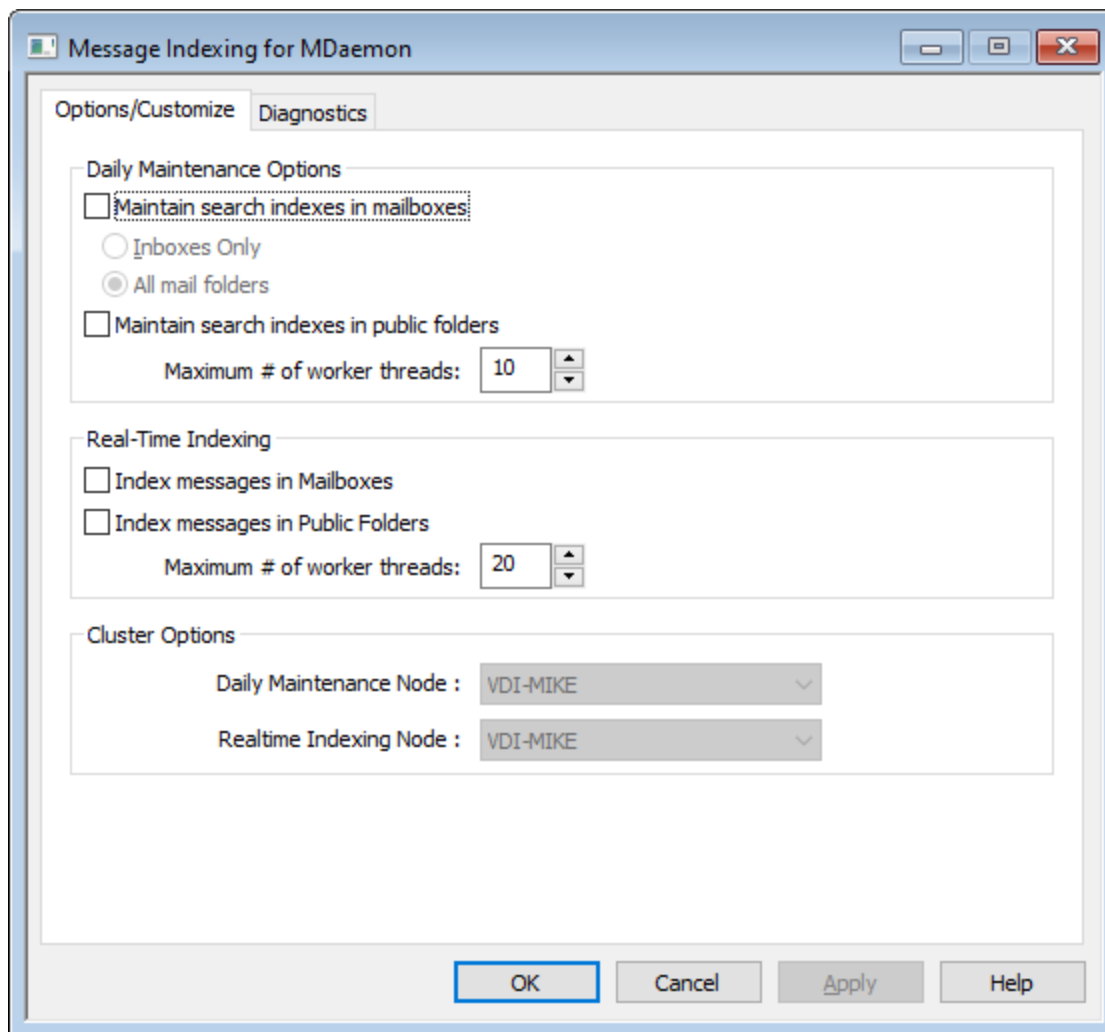 Message Indexing for MDaemon
Options/Customize Diagnostics
Daily Maintenance Options
Maintain search indexes in mailboxes
Inboxes Only
All mail folders
Maintain search indexes in public folders
Maximum # of worker threads: 10
Real-Time Indexing
Index messages in Mailboxes
Index messages in Public Folders
Maximum # of worker threads: 20
Cluster Options
Daily Maintenance Node : VDI-MIKE
Realtime Indexing Node : VDI-MIKE
OK Cancel Apply Help